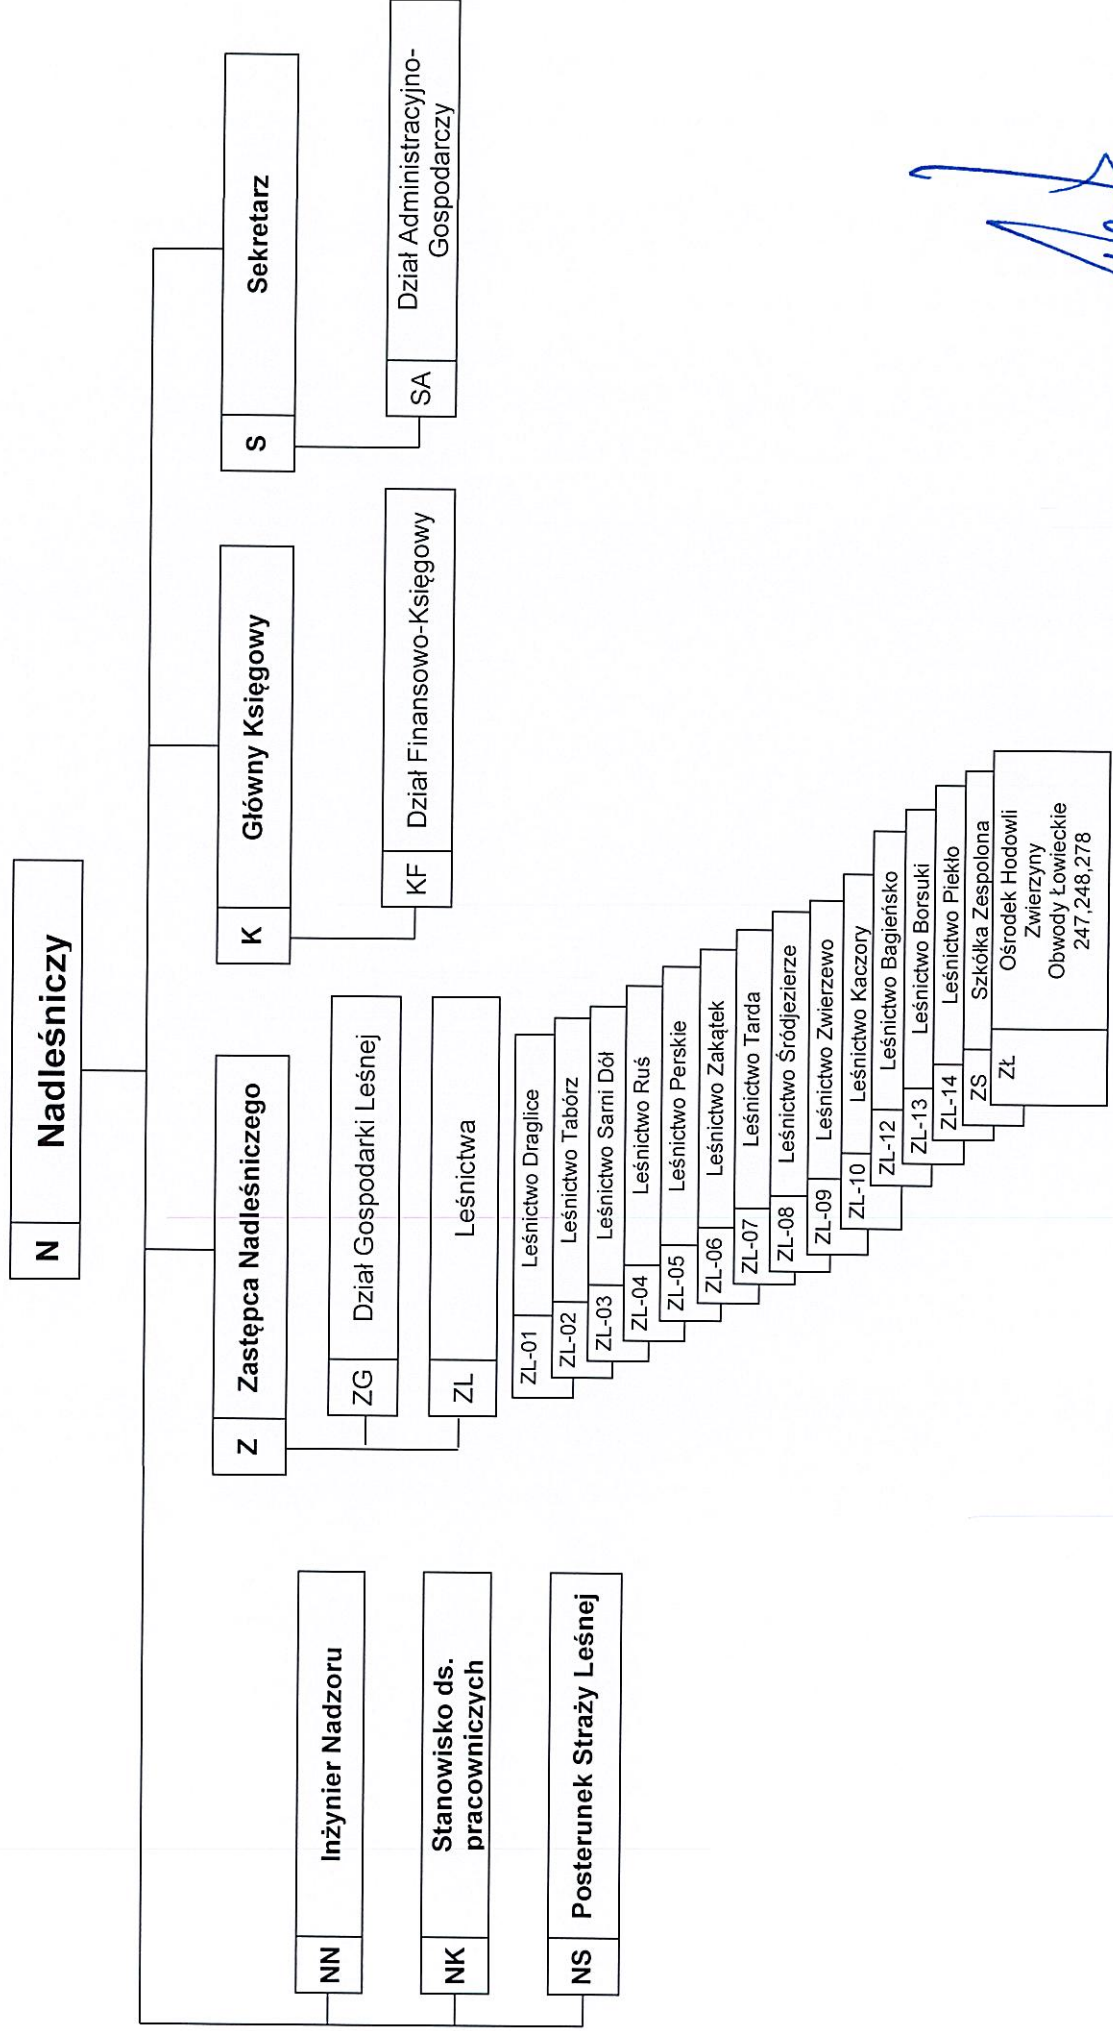 N
Nadleśniczy
NN
Inżynier Nadzoru
NK
Stanowisko ds.
pracowniczych
NS
Posterunek Straży Leśnej
Z
Zastępca Nadleśniczego
ZG
Dział Gospodarki Leśnej
ZL
Leśnictwa
ZL-01
Leśnictwo Draglice
ZL-02
Leśnictwo Tabórz
ZL-03
Leśnictwo Sarni Dół
ZL-04
Leśnictwo Ruś
ZL-05
Leśnictwo Perskie
ZL-06
Leśnictwo Zakątek
ZL-07
Leśnictwo Tarda
ZL-08
Leśnictwo Śródjezierze
ZL-09
Leśnictwo Zwierzewo
ZL-10
Leśnictwo Kaczory
ZL-12
Leśnictwo Bagieńsko
ZL-13
Leśnictwo Borsuki
ZL-14
Leśnictwo Piekło
ZS
Szkółka Zespolona
ZŁ
Ośrodek Hodowli
Zwierzyny
Obwody Łowieckie
247,248,278
K
Główny Księgowy
KF
Dział Finansowo-Księgowy
S
Sekretarz
SA
Dział Administracyjno-
Gospodarczy